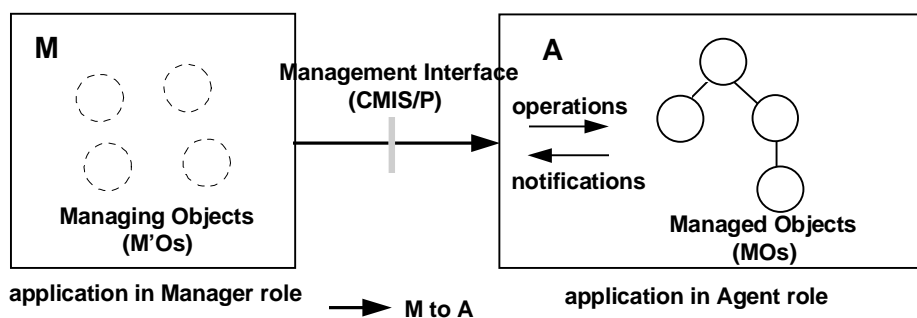 M
Managing Objects
(M'Os)
application in Manager role
Management Interface
(CMIS/P)
M to A
A
operations
notifications
Managed Objects
(MOs)
application in Agent role